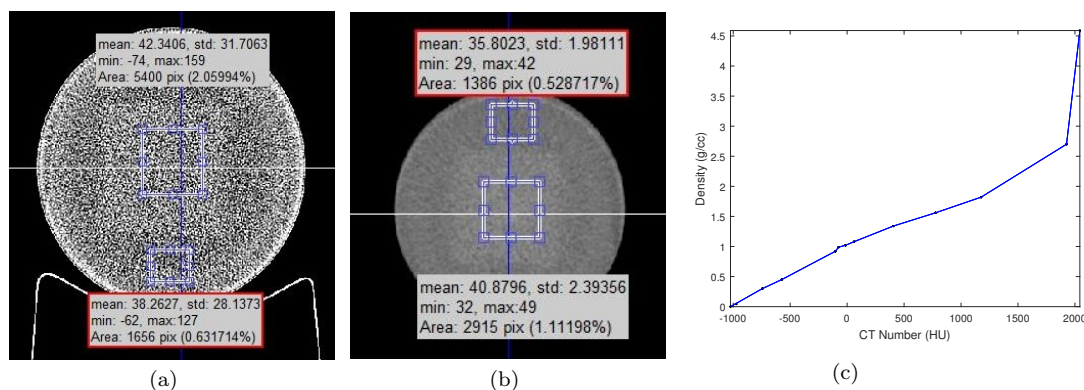 mean: 42.3406, std: 31.7063
min: -74, max:159
Area: 5400 pix (2.05994%)
mean: 38.2627, std: 28.1373
min: -62, max:127
Area: 1656 pix (0.631714%)
(a)
mean: 35.8023, std: 1.98111
min: 29, max:42
Area: 1386 pix (0.528717%)
mean: 40.8796, std: 2.39356
min: 32, max:49
Area: 2915 pix (1.11198%)
(b)
4.5
4
3.5
3
2.5
2
1.5
1
0.5
0
Density (g/cc)
-1000 -500 0 500 1000 1500 2000
CT Number (HU)
(c)